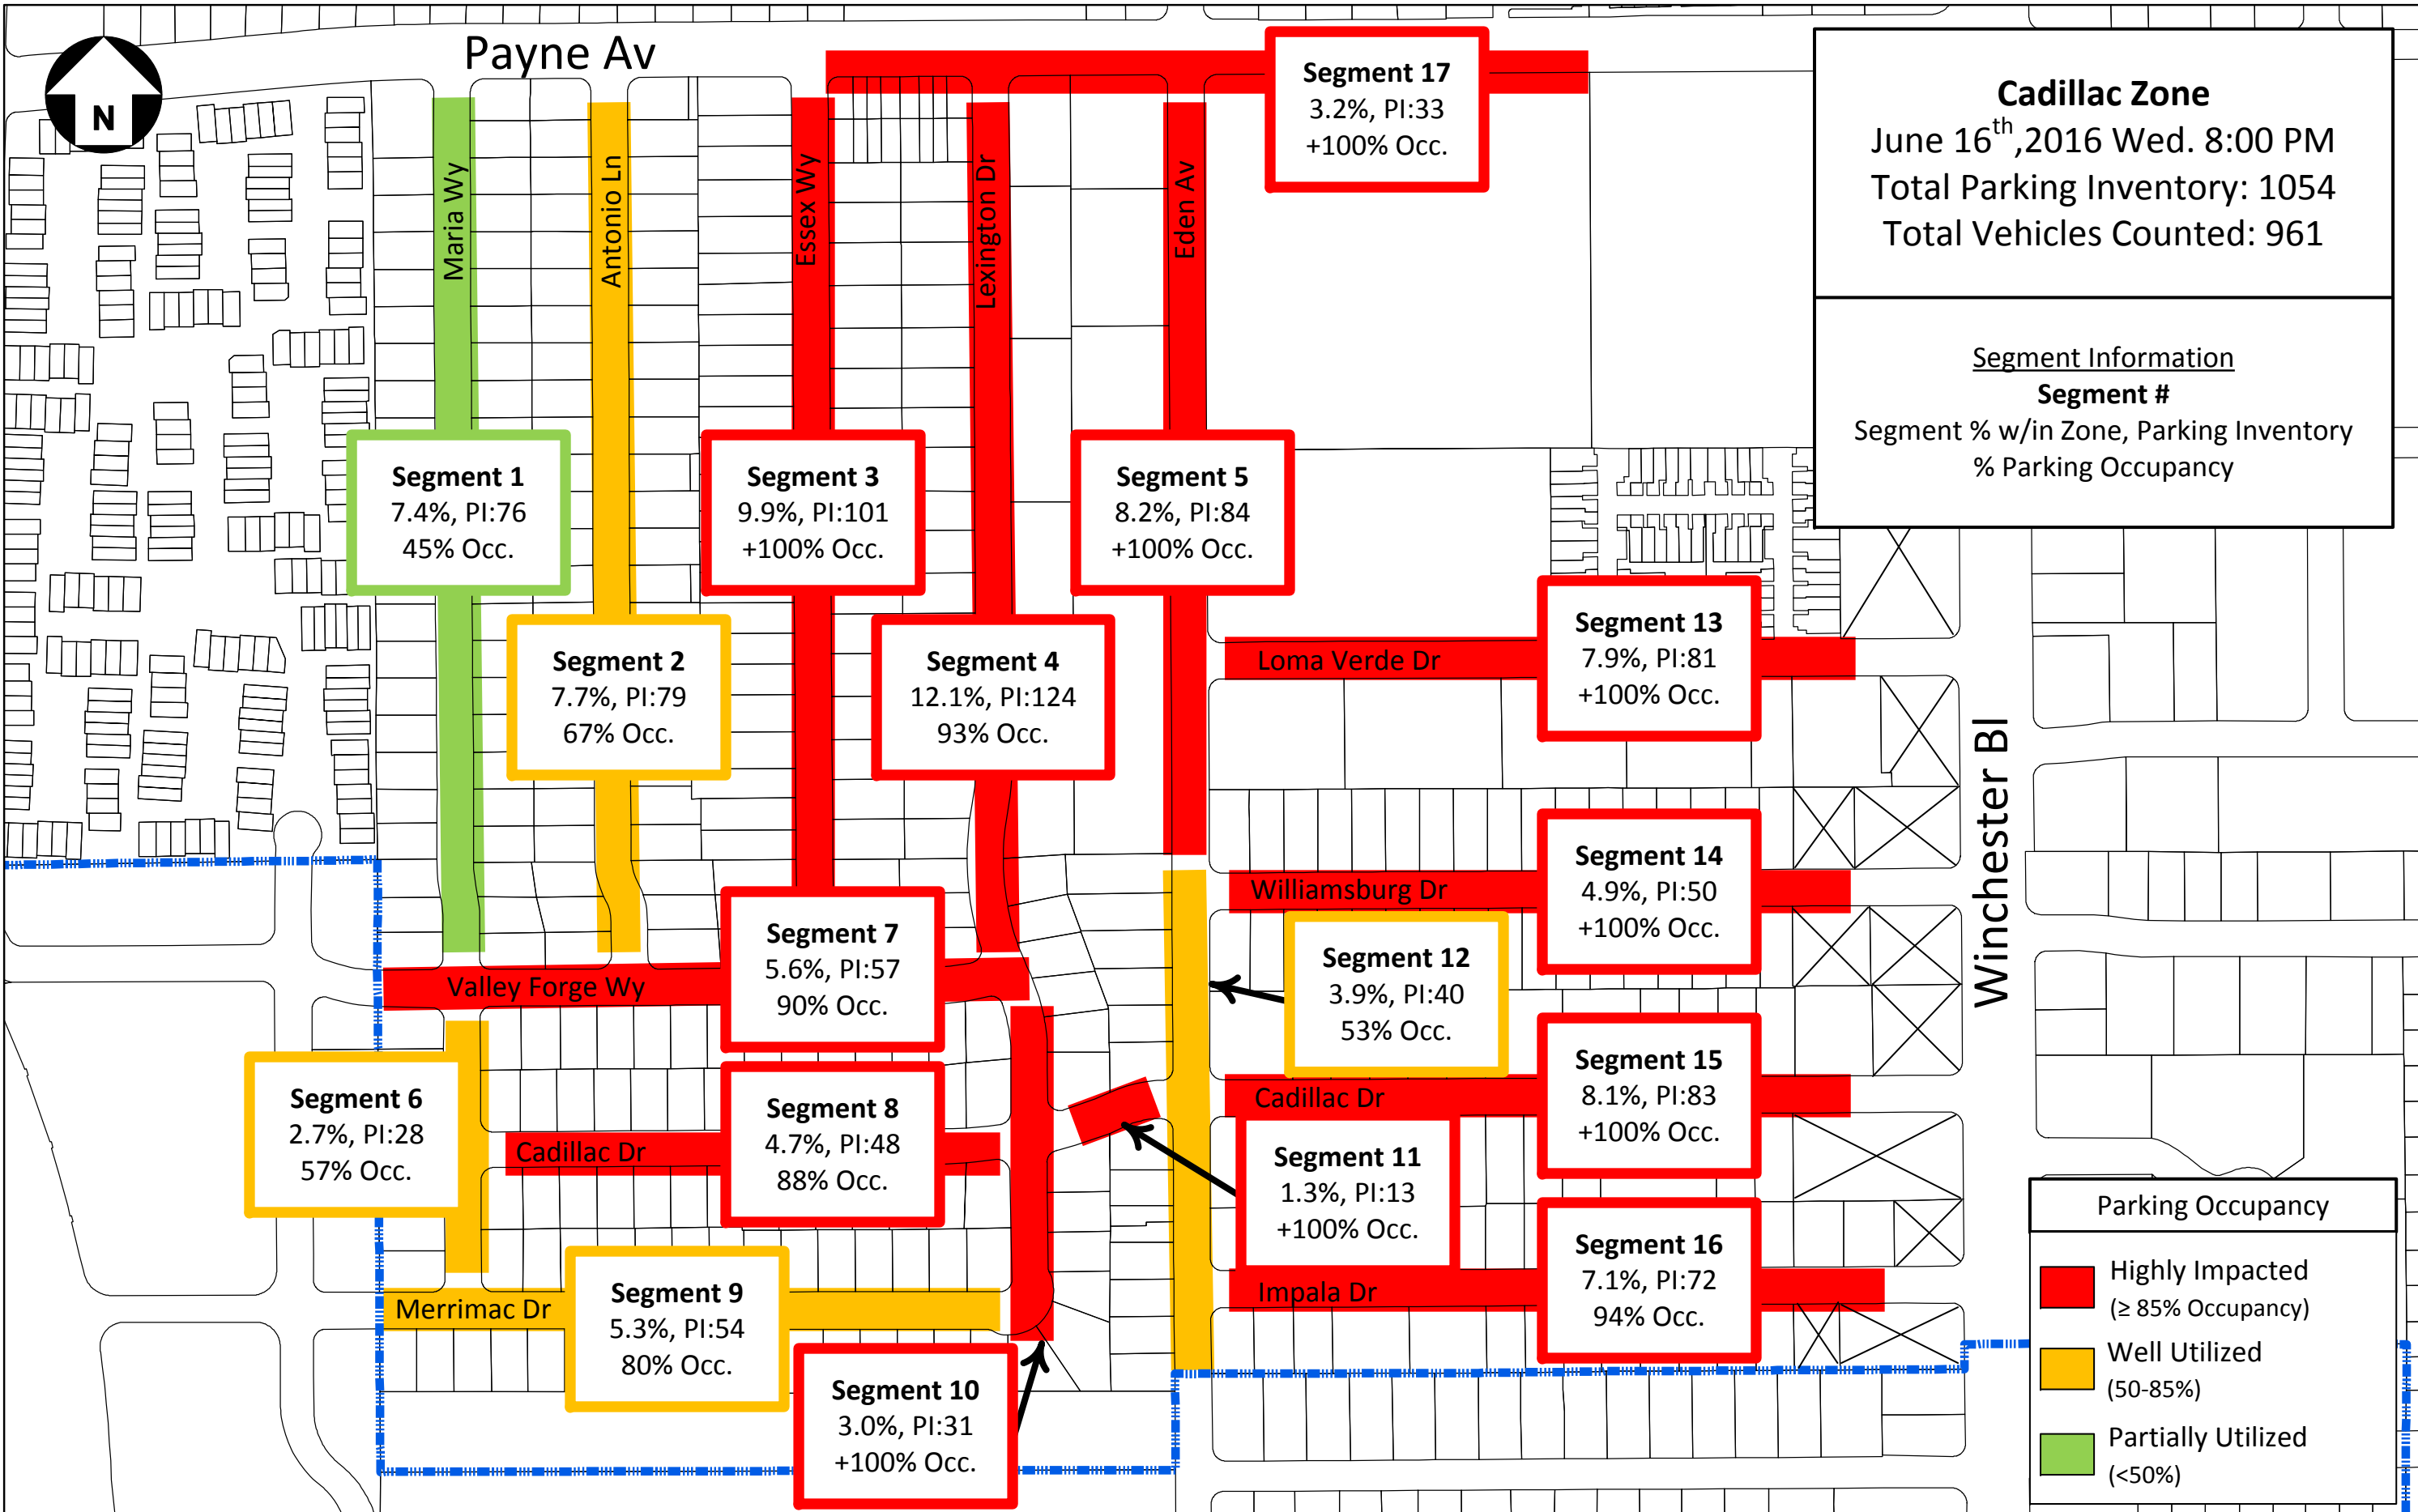 Payne Av
N
Segment 17
3.2%, PI:33
+100% Occ.
Cadillac Zone
June 16th,2016 Wed. 8:00 PM
Total Parking Inventory: 1054
Total Vehicles Counted: 961
Segment Information
Segment #
Segment % w/in Zone, Parking Inventory
% Parking Occupancy
Maria Wy
Antonio Ln
Essex Wy
Lexington Dr
Eden Av
Segment 1
7.4%, PI:76
45% Occ.
Segment 3
9.9%, PI:101
+100% Occ.
Segment 5
8.2%, PI:84
+100% Occ.
Segment 2
7.7%, PI:79
67% Occ.
Segment 4
12.1%, PI:124
93% Occ.
Loma Verde Dr
Segment 13
7.9%, PI:81
+100% Occ.
Winchester Bl
Williamsburg Dr
Segment 14
4.9%, PI:50
+100% Occ.
Valley Forge Wy
Segment 7
5.6%, PI:57
90% Occ.
Segment 12
3.9%, PI:40
53% Occ.
Segment 6
2.7%, PI:28
57% Occ.
Cadillac Dr
Segment 8
4.7%, PI:48
88% Occ.
Cadillac Dr
Segment 15
8.1%, PI:83
+100% Occ.
Segment 11
1.3%, PI:13
+100% Occ.
Merrimac Dr
Segment 9
5.3%, PI:54
80% Occ.
Impala Dr
Segment 16
7.1%, PI:72
94% Occ.
Segment 10
3.0%, PI:31
+100% Occ.
Parking Occupancy
Highly Impacted
(≥ 85% Occupancy)
Well Utilized
(50-85%)
Partially Utilized
(<50%)